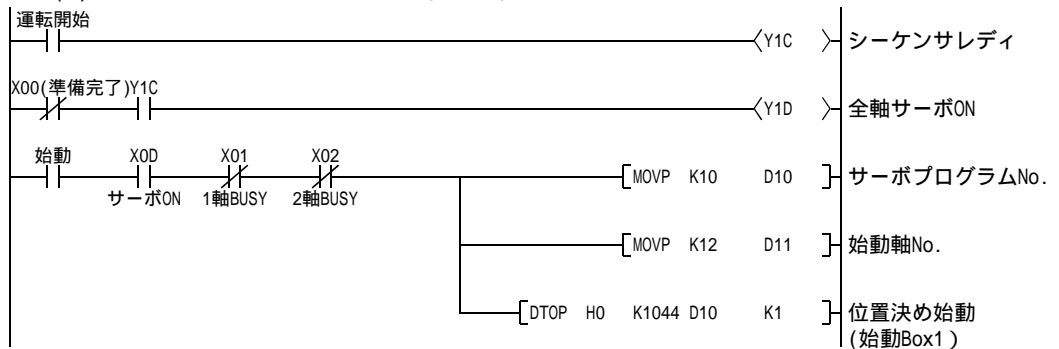 運転開始
Y1C シーケンサレディ
X00(準備完了)Y1C
Y1D 全軸サーボON
始動 X0D X01 X02
MOVP K10 D10 サーボプログラムNo.
サーボON 1軸BUSY 2軸BUSY
MOVP K12 D11 始動軸No.
DTOP H0 K1044 D10 K1 位置決め始動
(始動Box1)